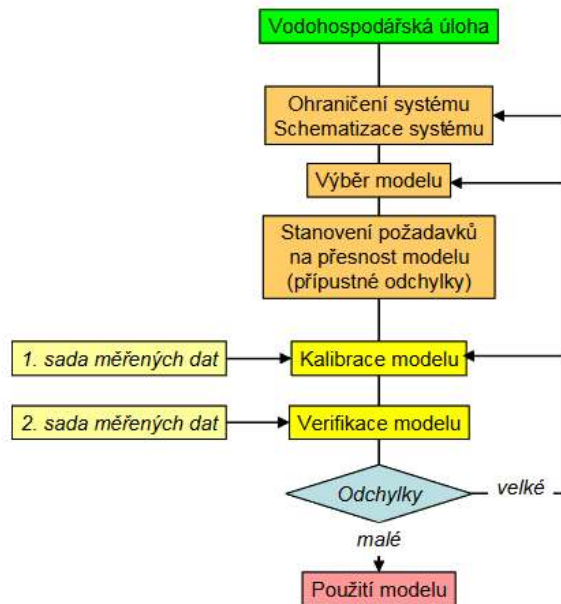 Vodohospodářská úloha
Ohraničení systému
Schematizace systému
Výběr modelu
Stanovení požadavků
na přesnost modelu
(přípustné odchylky)
1. sada měřených dat
Kalibrace modelu
2. sada měřených dat
Verifikace modelu
Odchylky
velké
malé
Použití modelu